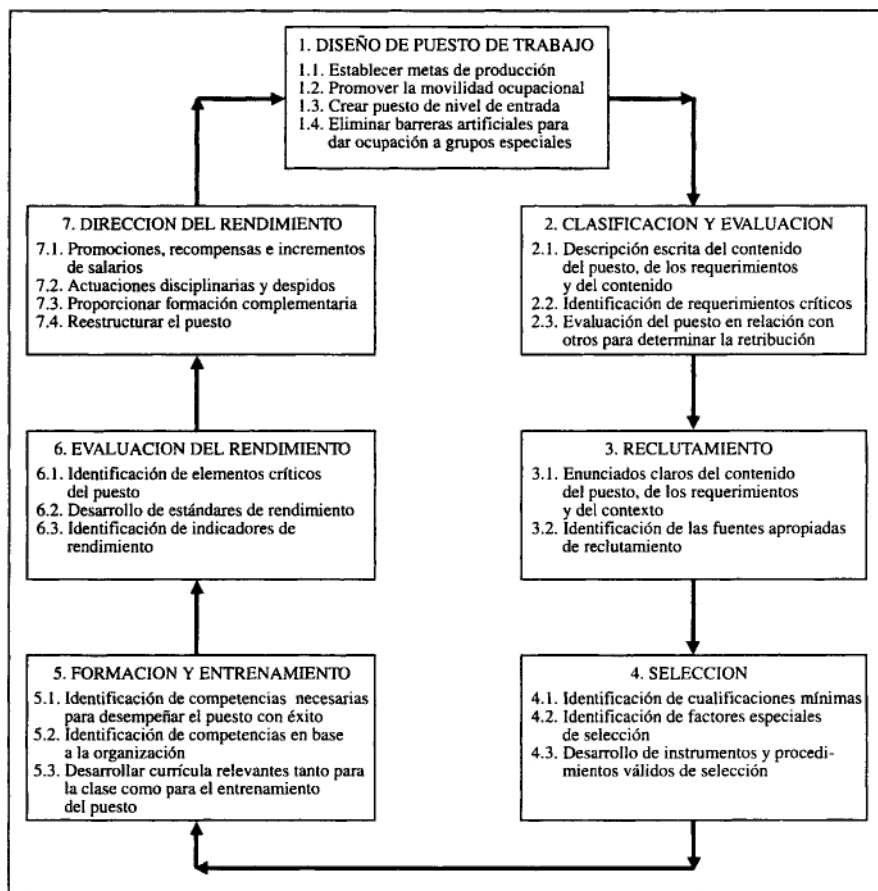 1. DISEÑO DE PUESTO DE TRABAJO
1.1. Establecer metas de producción
1.2. Promover la movilidad ocupacional
1.3. Crear puesto de nivel de entrada
1.4. Eliminar barreras artificiales para
dar ocupación a grupos especiales
2. CLASIFICACION Y EVALUACION
2.1. Descripción escrita del contenido
del puesto, de los requerimientos
y del contenido
2.2. Identificación de requerimientos críticos
2.3. Evaluación del puesto en relación con
otros para determinar la retribución
3. RECLUTAMIENTO
3.1. Enunciados claros del contenido
del puesto, de los requerimientos
y del contexto
3.2. Identificación de las fuentes apropiadas
de reclutamiento
4. SELECCION
4.1. Identificación de cualificaciones mínimas
4.2. Identificación de factores especiales
de selección
4.3. Desarrollo de instrumentos y procedi-
mientos válidos de selección
5. FORMACION Y ENTRENAMIENTO
5.1. Identificación de competencias necesarias
para desempeñar el puesto con éxito
5.2. Identificación de competencias en base
a la organización
5.3. Desarrollar currícula relevantes tanto para
la clase como para el entrenamiento
del puesto
6. EVALUACION DEL RENDIMIENTO
6.1. Identificación de elementos críticos
del puesto
6.2. Desarrollo de estándares de rendimiento
6.3. Identificación de indicadores de
rendimiento
7. DIRECCION DEL RENDIMIENTO
7.1. Promociones, recompensas e incrementos
de salarios
7.2. Actuaciones disciplinarias y despidos
7.3. Proporcionar formación complementaria
7.4. Reestructurar el puesto